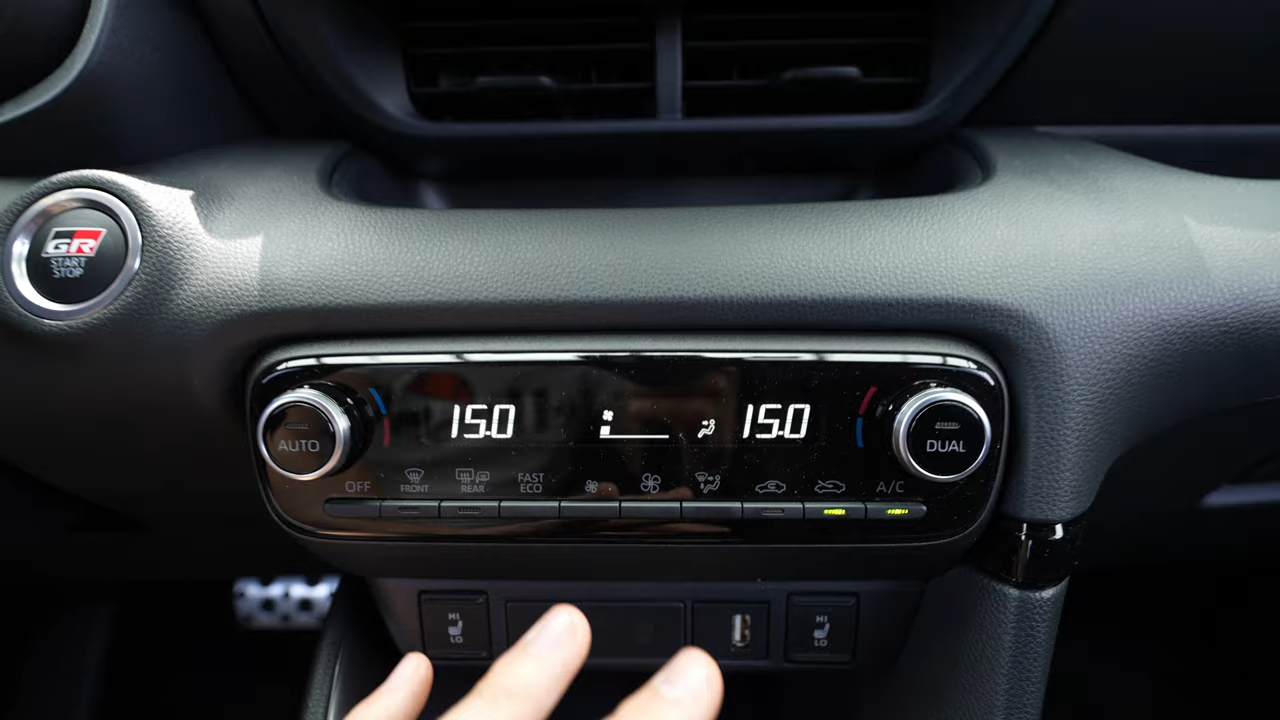 GR
START
STOP
15.0
15.0
AUTO
DUAL
OFF
FRONT
REAR
FAST
ECO
A/C
HI
LO
HI
LO